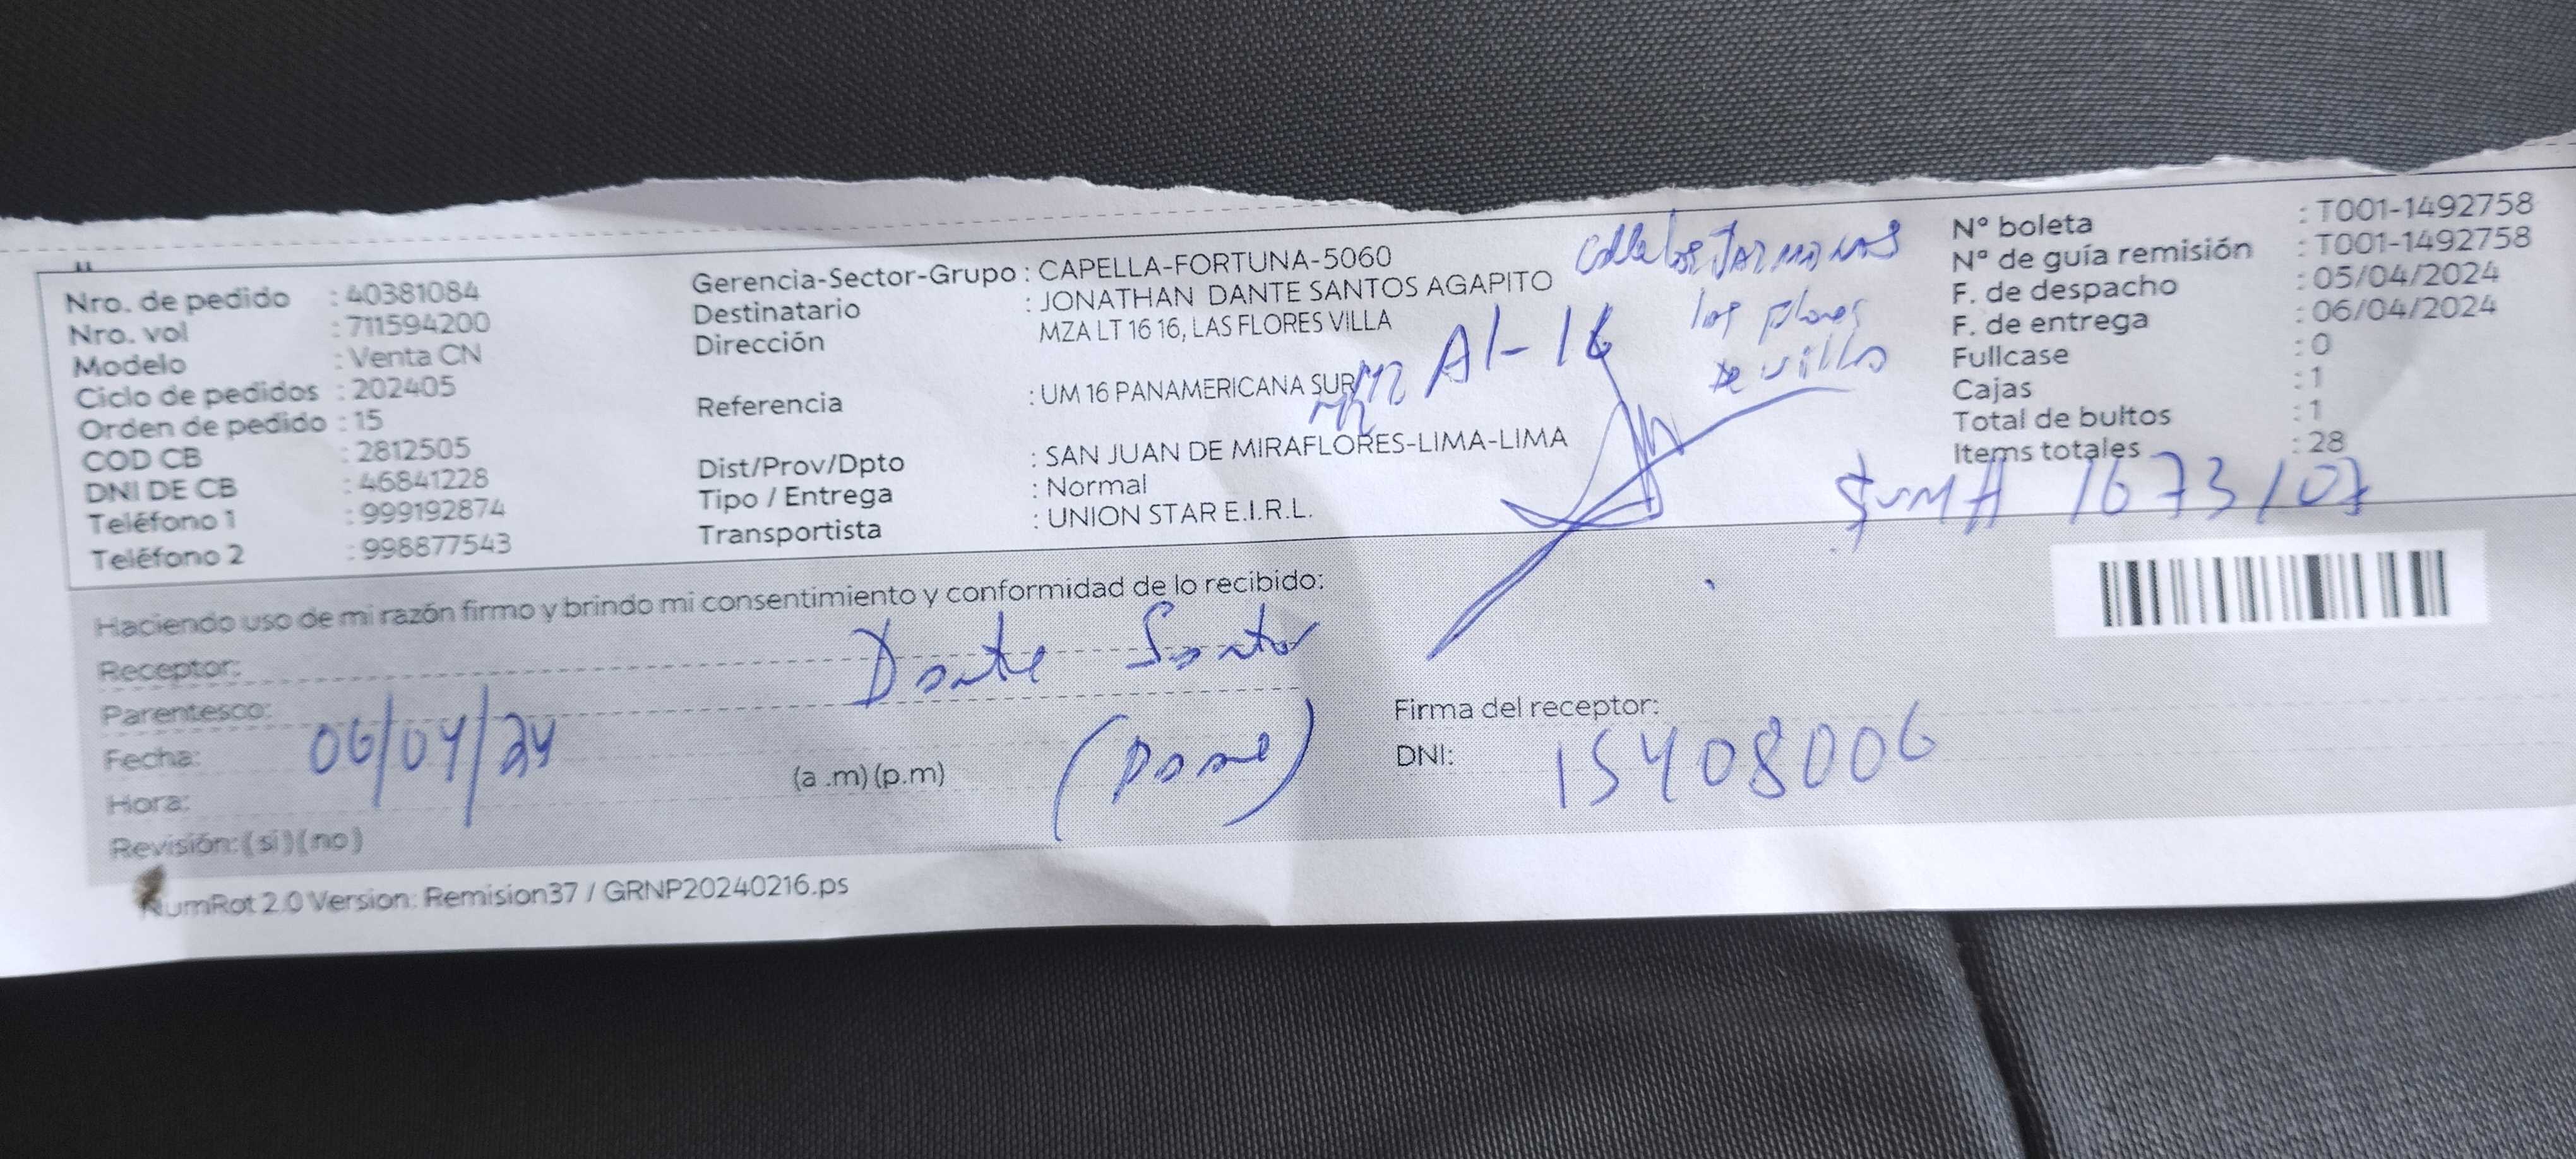 Nro. de pedido : 40381084
Nro. vol : 711594200
Modelo : Venta CN
Ciclo de pedidos : 202405
Orden de pedido : 15
COD CB : 2812505
DNI DE CB : 46841228
Teléfono 1 : 999192874
Teléfono 2 : 998877543
Gerencia-Sector-Grupo : CAPELLA-FORTUNA-5060
Destinatario : JONATHAN DANTE SANTOS AGAPITO
Dirección MZA LT 16 16, LAS FLORES VILLA
Referencia : UM 16 PANAMERICANA SUR
Dist/Prov/Dpto : SAN JUAN DE MIRAFLORES-LIMA-LIMA
Tipo / Entrega : Normal
Transportista : UNION STAR E.I.R.L.
los flores
de villa
Mz A1-16
Nº boleta : T001-1492758
Nº de guía remisión : T001-1492758
F. de despacho : 05/04/2024
F. de entrega : 06/04/2024
Fullcase : 0
Cajas : 1
Total de bultos : 1
Items totales : 28
SUMA 1673107
Haciendo uso de mi razón firmo y brindo mi consentimiento y conformidad de lo recibido:
Receptor: Dante Santos
Parentesco:
Fecha: 06/04/24
Hora: (a .m) (p.m)
Revisión: (si) (no)
Firma del receptor:
DNI: 15408006
NumRot 2.0 Version: Remision37 / GRNP20240216.ps